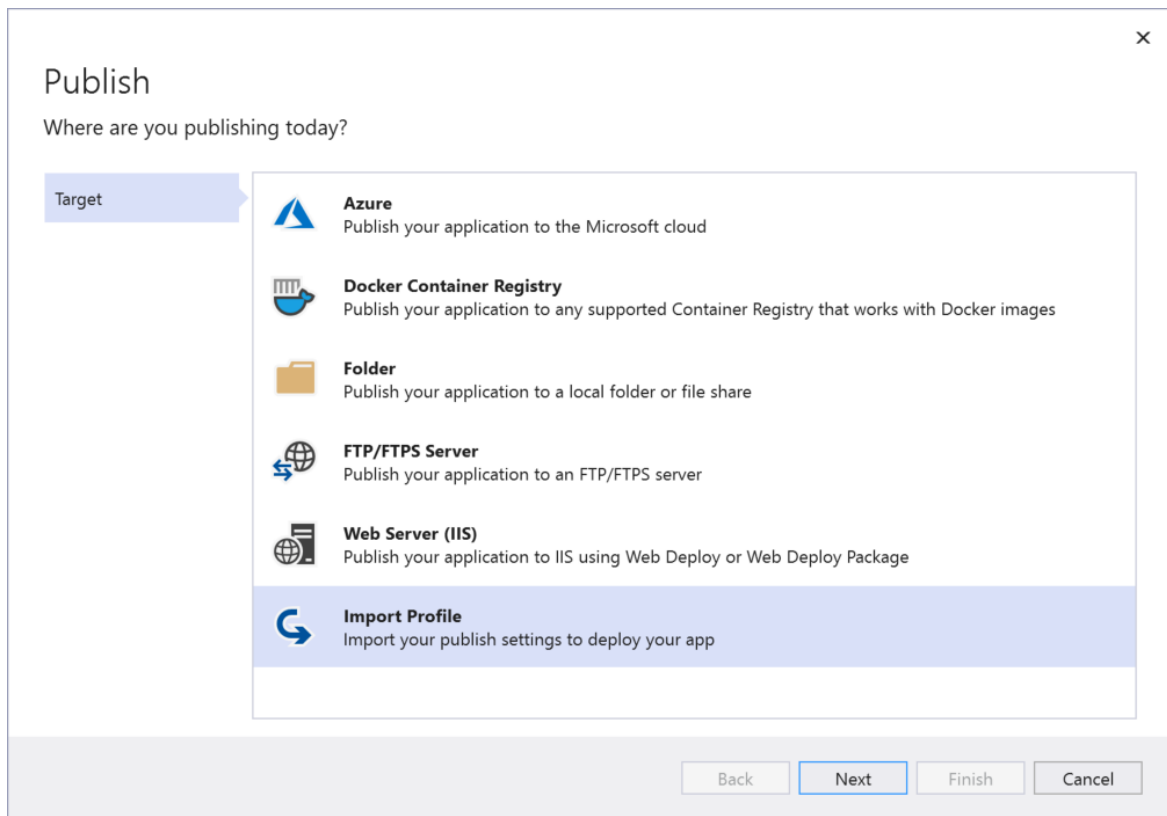 Publish
Where are you publishing today?
Target
Azure
Publish your application to the Microsoft cloud
Docker Container Registry
Publish your application to any supported Container Registry that works with Docker images
Folder
Publish your application to a local folder or file share
FTP/FTPS Server
Publish your application to an FTP/FTPS server
Web Server (IIS)
Publish your application to IIS using Web Deploy or Web Deploy Package
Import Profile
Import your publish settings to deploy your app
Back
Next
Finish
Cancel